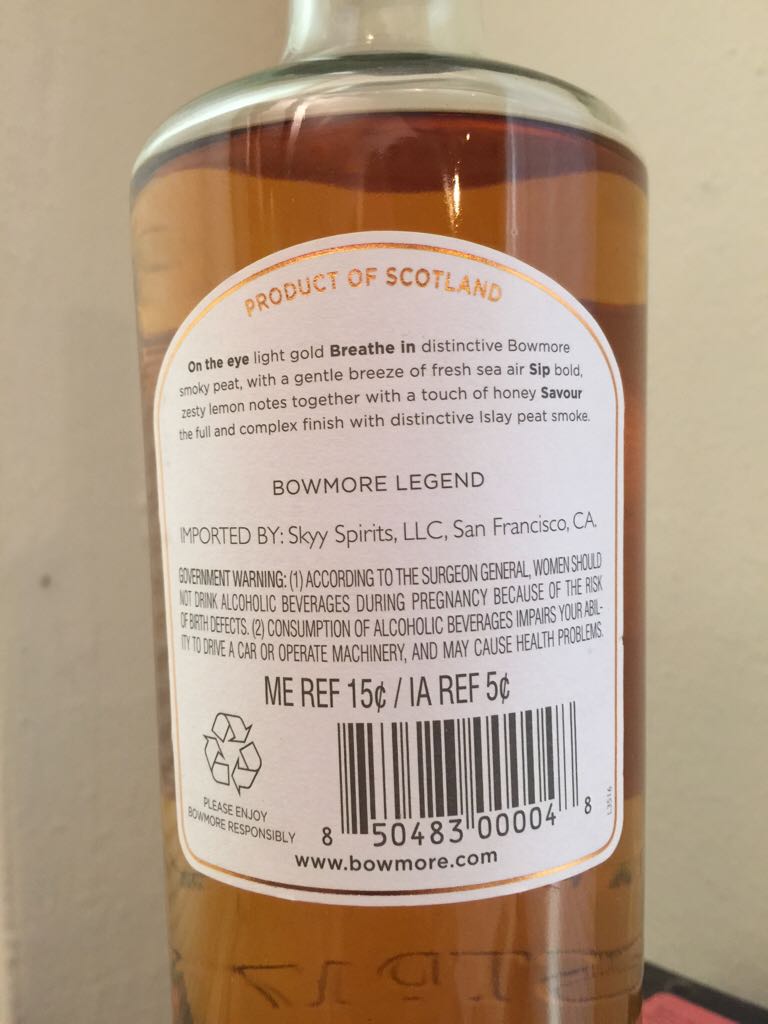 PRODUCT OF SCOTLAND
On the eye light gold Breathe in distinctive Bowmore
smoky peat, with a gentle breeze of fresh sea air Sip bold,
zesty lemon notes together with a touch of honey Savour
the full and complex finish with distinctive Islay peat smoke.
BOWMORE LEGEND
IMPORTED BY: Skyy Spirits, LLC, San Francisco, CA.
GOVERNMENT WARNING: (1) ACCORDING TO THE SURGEON GENERAL, WOMEN SHOULD
NOT DRINK ALCOHOLIC BEVERAGES DURING PREGNANCY BECAUSE OF THE RISK
OF BIRTH DEFECTS. (2) CONSUMPTION OF ALCOHOLIC BEVERAGES IMPAIRS YOUR ABIL-
ITY TO DRIVE A CAR OR OPERATE MACHINERY, AND MAY CAUSE HEALTH PROBLEMS.
ME REF 15¢ / IA REF 5¢
PLEASE ENJOY
BOWMORE RESPONSIBLY
8 50483 00004 8
www.bowmore.com